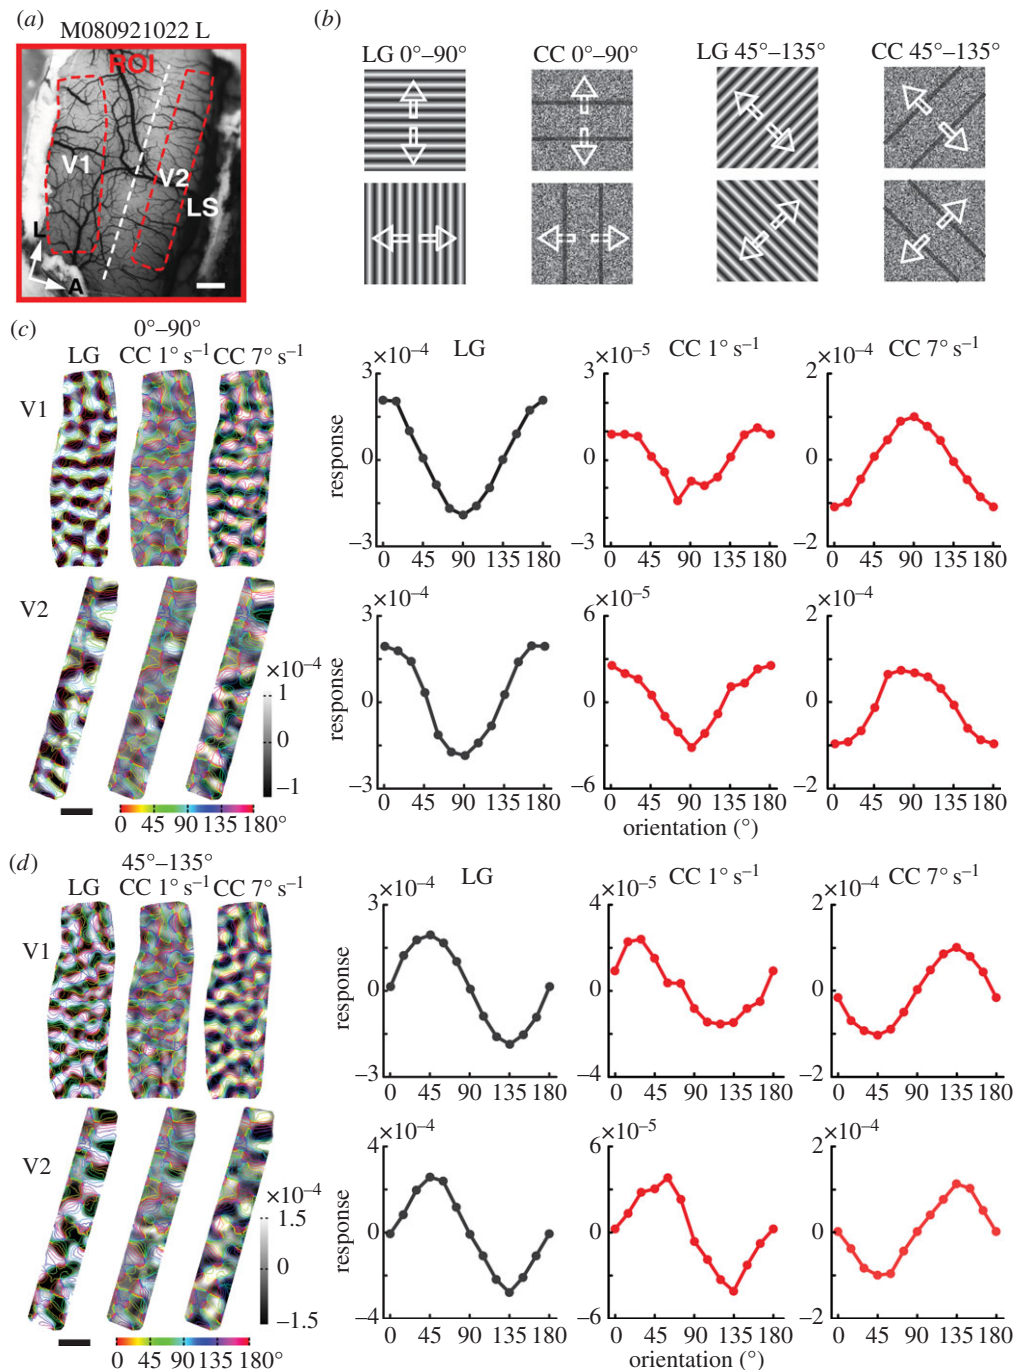 (a)
M080921022 L
ROI
V1
V2
LS
L
A
(b)
LG 0°–90°
CC 0°–90°
LG 45°–135°
CC 45°–135°
(c)
0°–90°
LG CC 1° s⁻¹ CC 7° s⁻¹
V1
V2
×10⁻⁴
1
0
–1
0 45 90 135 180°
LG
×10⁻⁴
3
0
–3
response
0 45 90 135 180
CC 1° s⁻¹
×10⁻⁵
3
0
–3
0 45 90 135 180
CC 7° s⁻¹
×10⁻⁴
2
0
–2
0 45 90 135 180
×10⁻⁴
3
0
–3
response
0 45 90 135 180
×10⁻⁵
6
0
–6
0 45 90 135 180
×10⁻⁴
2
0
–2
0 45 90 135 180
orientation (°)
(d)
45°–135°
LG CC 1° s⁻¹ CC 7° s⁻¹
V1
V2
×10⁻⁴
1.5
0
–1.5
0 45 90 135 180°
LG
×10⁻⁴
3
0
–3
response
0 45 90 135 180
CC 1° s⁻¹
×10⁻⁵
4
0
–4
0 45 90 135 180
CC 7° s⁻¹
×10⁻⁴
2
0
–2
0 45 90 135 180
×10⁻⁴
4
0
–4
response
0 45 90 135 180
×10⁻⁵
6
0
–6
0 45 90 135 180
×10⁻⁴
2
0
–2
0 45 90 135 180
orientation (°)